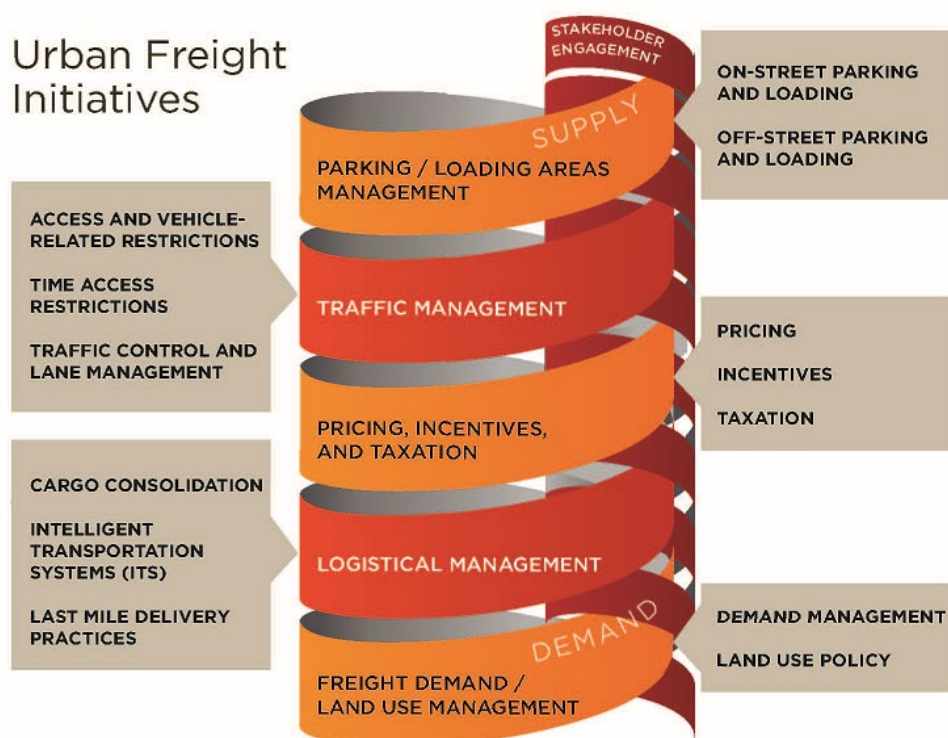 Urban Freight
Initiatives
STAKEHOLDER
ENGAGEMENT
SUPPLY
PARKING / LOADING AREAS
MANAGEMENT
ON-STREET PARKING
AND LOADING
OFF-STREET PARKING
AND LOADING
ACCESS AND VEHICLE-
RELATED RESTRICTIONS
TIME ACCESS
RESTRICTIONS
TRAFFIC CONTROL AND
LANE MANAGEMENT
TRAFFIC MANAGEMENT
PRICING, INCENTIVES,
AND TAXATION
PRICING
INCENTIVES
TAXATION
CARGO CONSOLIDATION
INTELLIGENT
TRANSPORTATION
SYSTEMS (ITS)
LAST MILE DELIVERY
PRACTICES
LOGISTICAL MANAGEMENT
DEMAND
FREIGHT DEMAND /
LAND USE MANAGEMENT
DEMAND MANAGEMENT
LAND USE POLICY